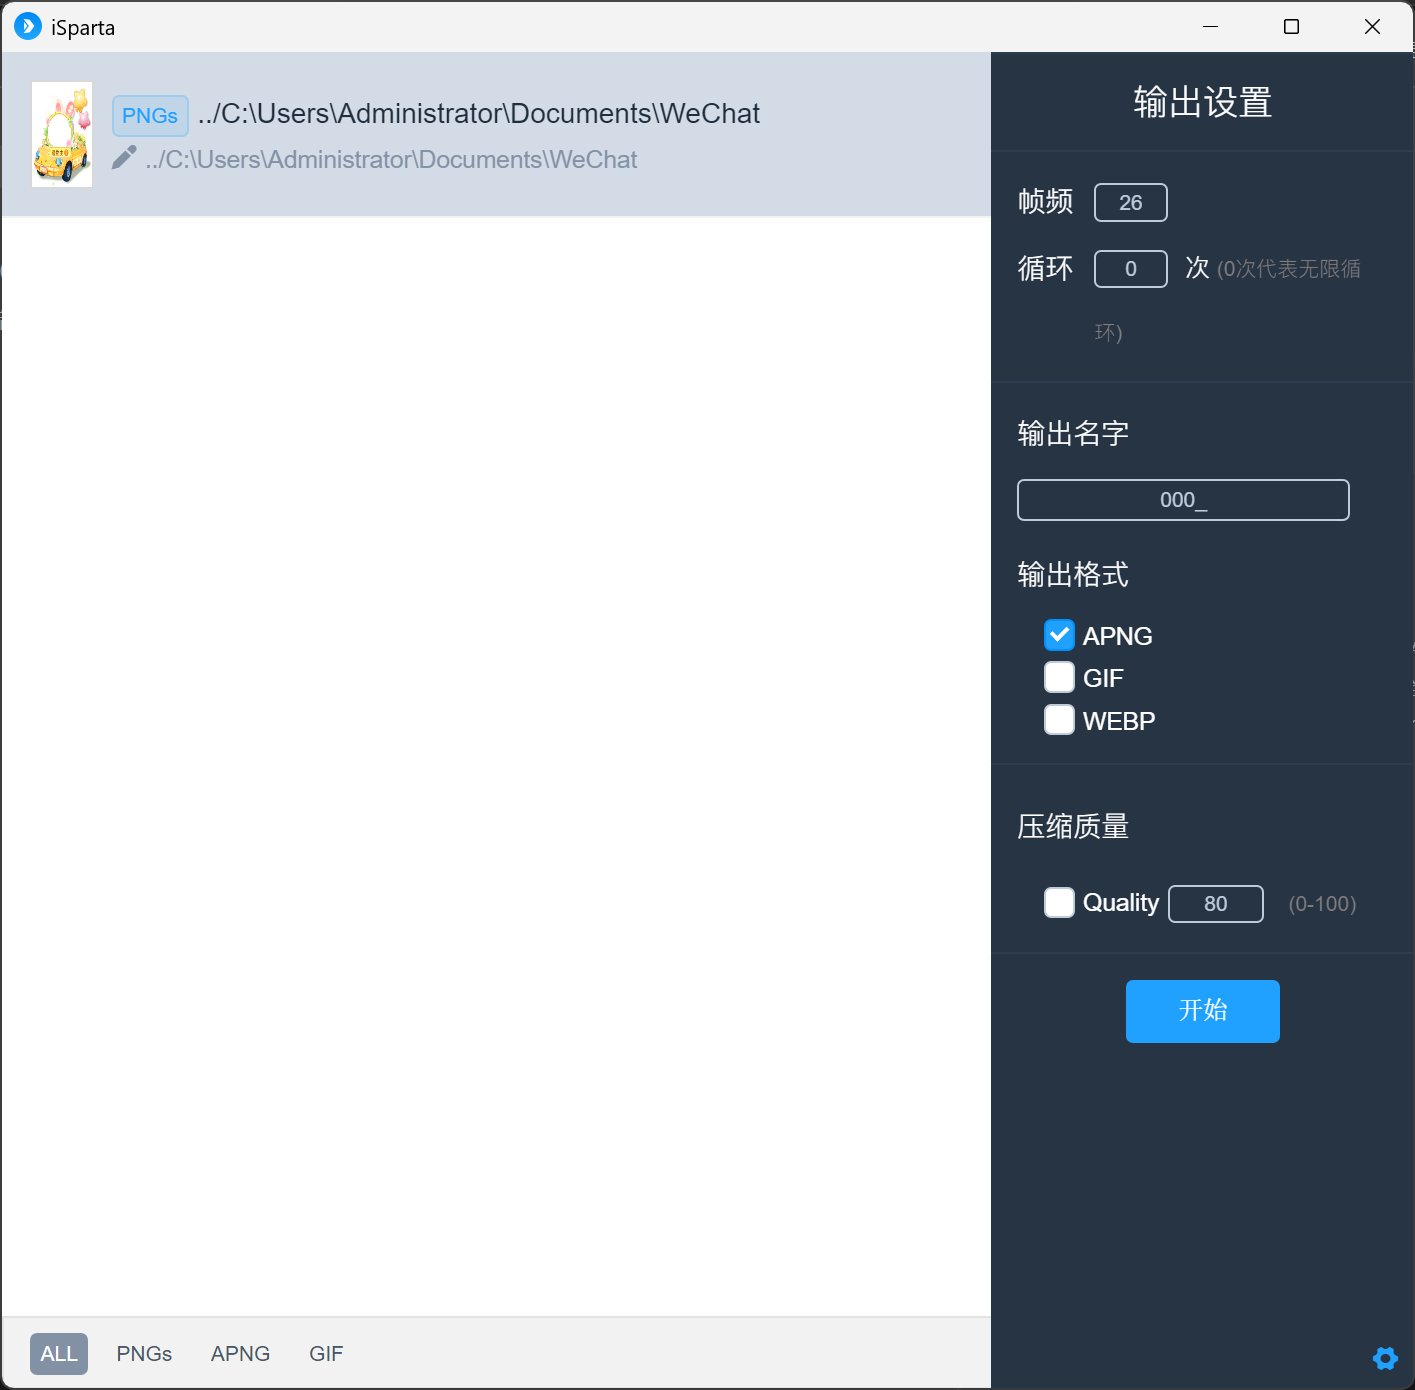 iSparta
PNGs ../C:\Users\Administrator\Documents\WeChat
../C:\Users\Administrator\Documents\WeChat
输出设置
帧频 26
循环 0 次 (0次代表无限循
环)
输出名字
000_
输出格式
APNG
GIF
WEBP
压缩质量
Quality 80 (0-100)
开始
ALL PNGs APNG GIF